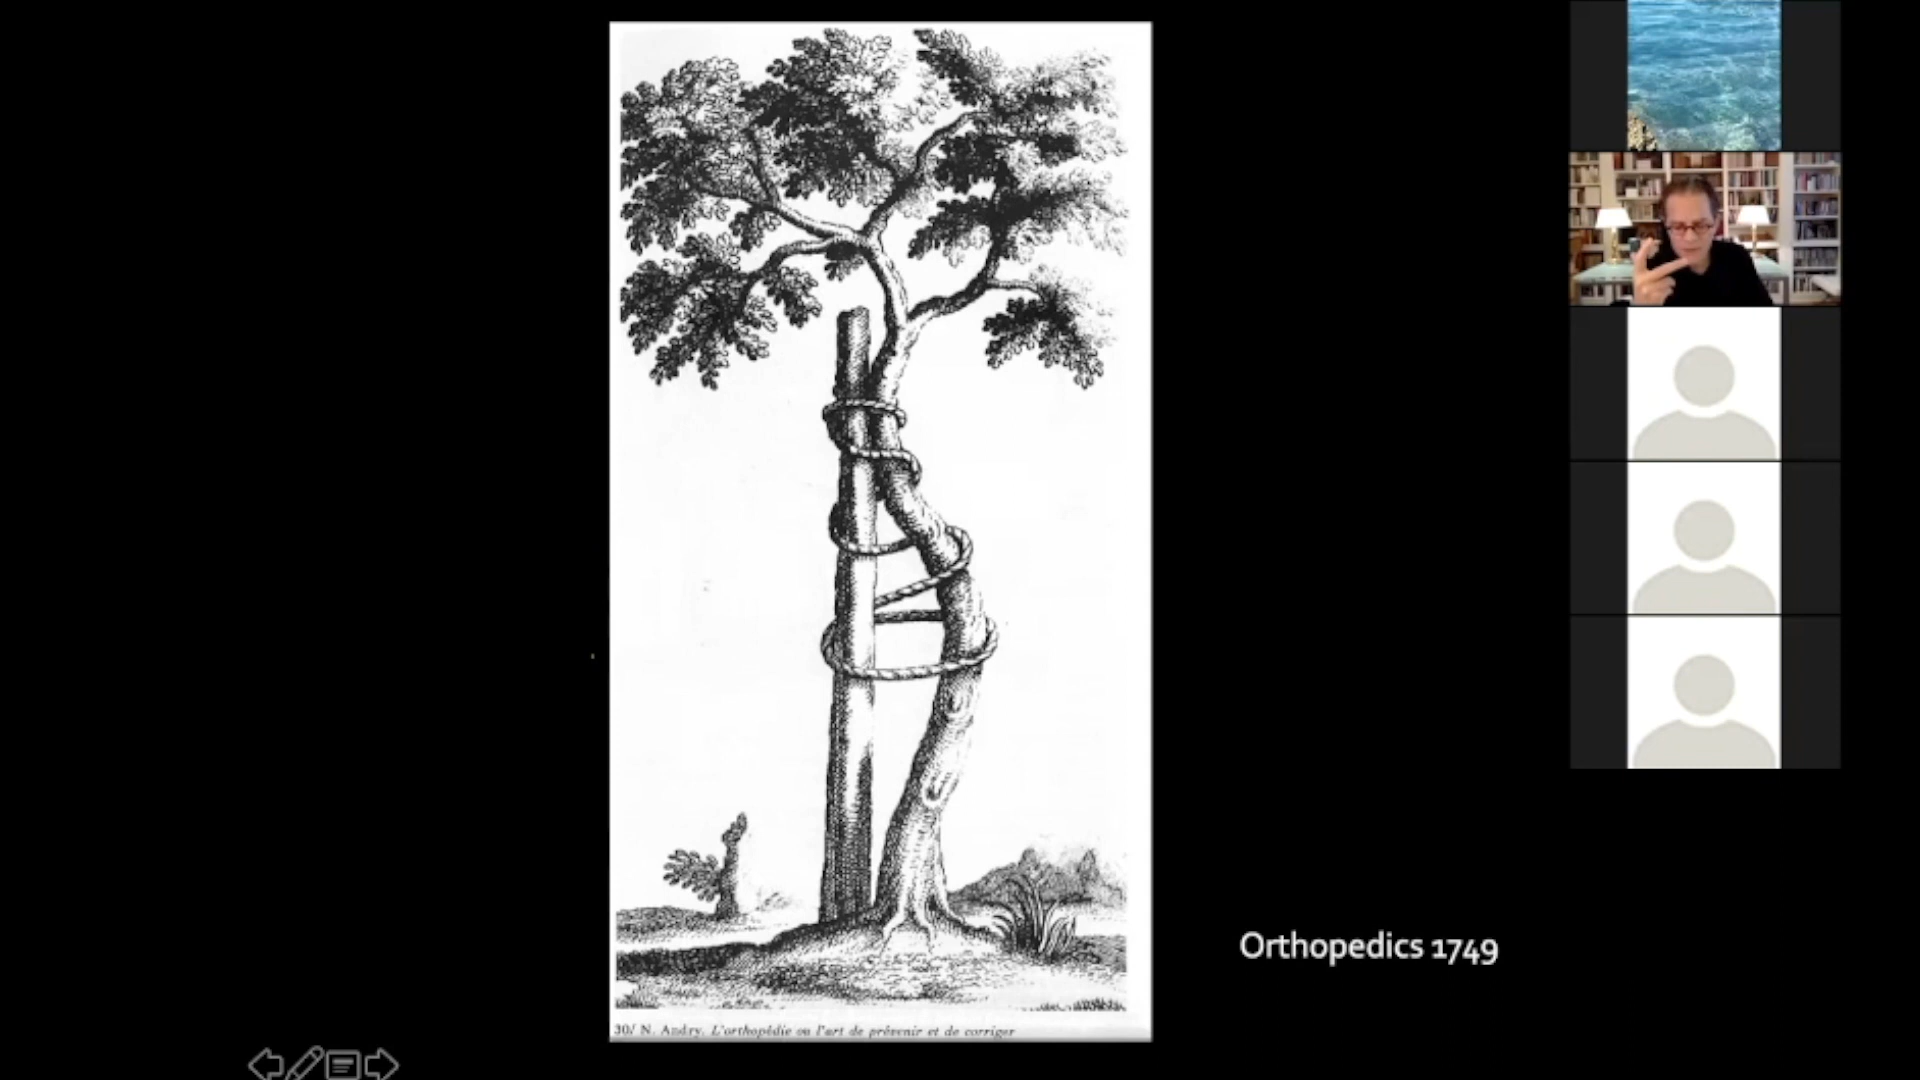 Orthopedics 1749
30/ N. Andry. L'orthopédie ou l'art de prévenir et de corriger